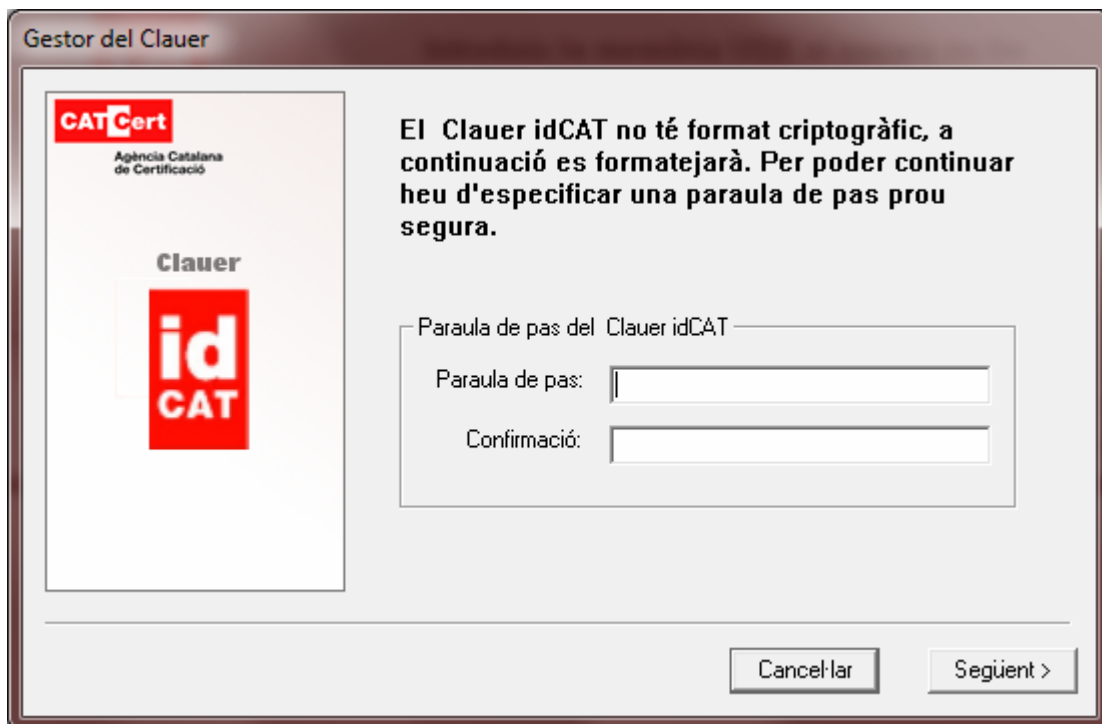 Gestor del Clauer
CATCert
Agència Catalana
de Certificació
Clauer
id
CAT
El Clauer idCAT no té format criptogràfic, a
continuació es formatejarà. Per poder continuar
heu d'especificar una paraula de pas prou
segura.
Paraula de pas del Clauer idCAT
Paraula de pas:
Confirmació:
Cancel·lar
Següent >